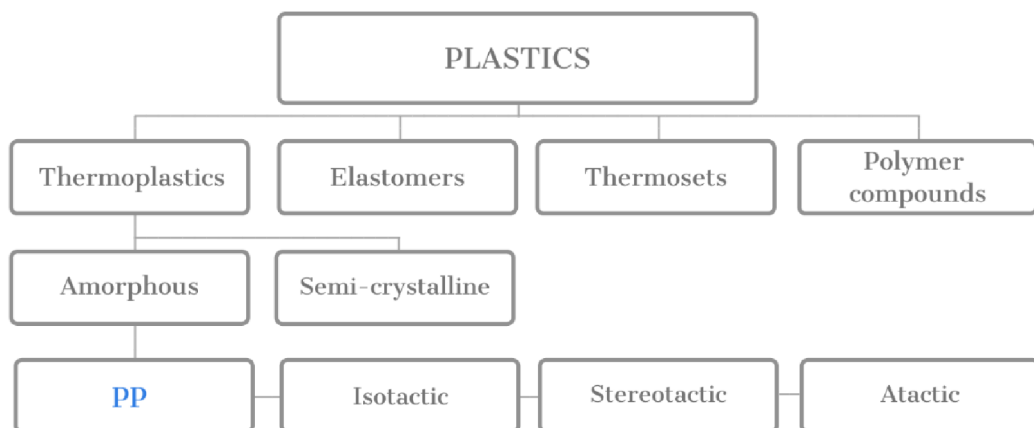 PLASTICS
Thermoplastics
Elastomers
Thermosets
Polymer
compounds
Amorphous
Semi-crystalline
PP
Isotactic
Stereotactic
Atactic